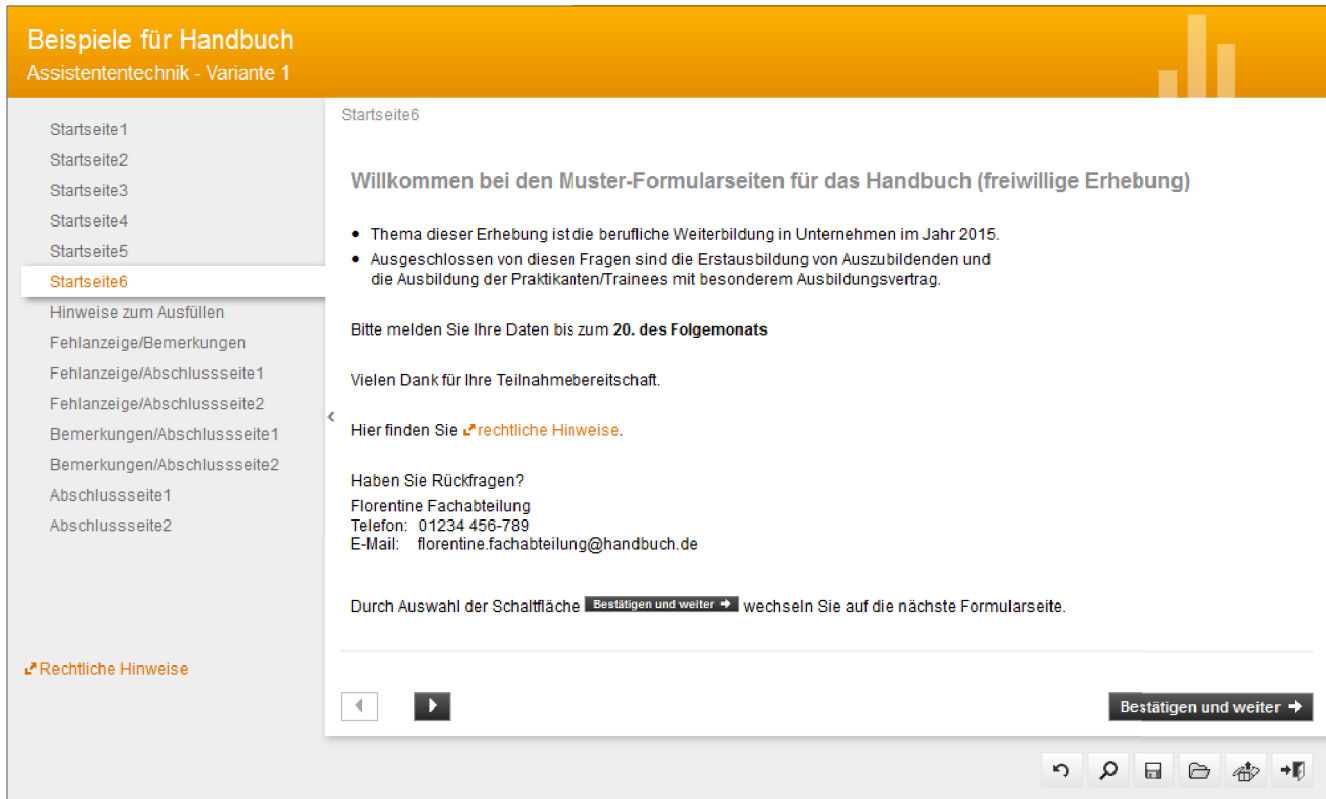 Beispiele für Handbuch
Assistententechnik - Variante 1
Startseite1
Startseite2
Startseite3
Startseite4
Startseite5
Startseite6
Hinweise zum Ausfüllen
Fehlanzeige/Bemerkungen
Fehlanzeige/Abschlussseite1
Fehlanzeige/Abschlussseite2
Bemerkungen/Abschlussseite1
Bemerkungen/Abschlussseite2
Abschlussseite1
Abschlussseite2
Rechtliche Hinweise
Startseite6
Willkommen bei den Muster-Formularseiten für das Handbuch (freiwillige Erhebung)
• Thema dieser Erhebung ist die berufliche Weiterbildung in Unternehmen im Jahr 2015.
• Ausgeschlossen von diesen Fragen sind die Erstausbildung von Auszubildenden und
die Ausbildung der Praktikanten/Trainees mit besonderem Ausbildungsvertrag.
Bitte melden Sie Ihre Daten bis zum 20. des Folgemonats
Vielen Dank für Ihre Teilnahmebereitschaft.
Hier finden Sie rechtliche Hinweise.
Haben Sie Rückfragen?
Florentine Fachabteilung
Telefon: 01234 456-789
E-Mail: florentine.fachabteilung@handbuch.de
Durch Auswahl der Schaltfläche Bestätigen und weiter wechseln Sie auf die nächste Formularseite.
Bestätigen und weiter